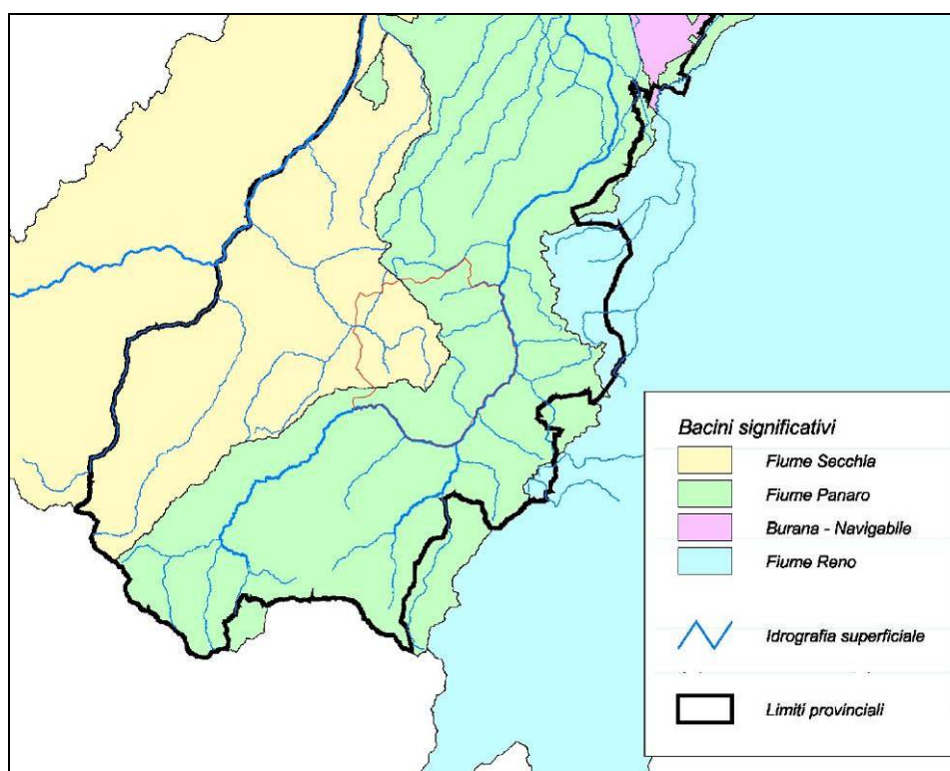 Bacini significativi
Fiume Secchia
Fiume Panaro
Burana - Navigabile
Fiume Reno
Idrografia superficiale
Limiti provinciali